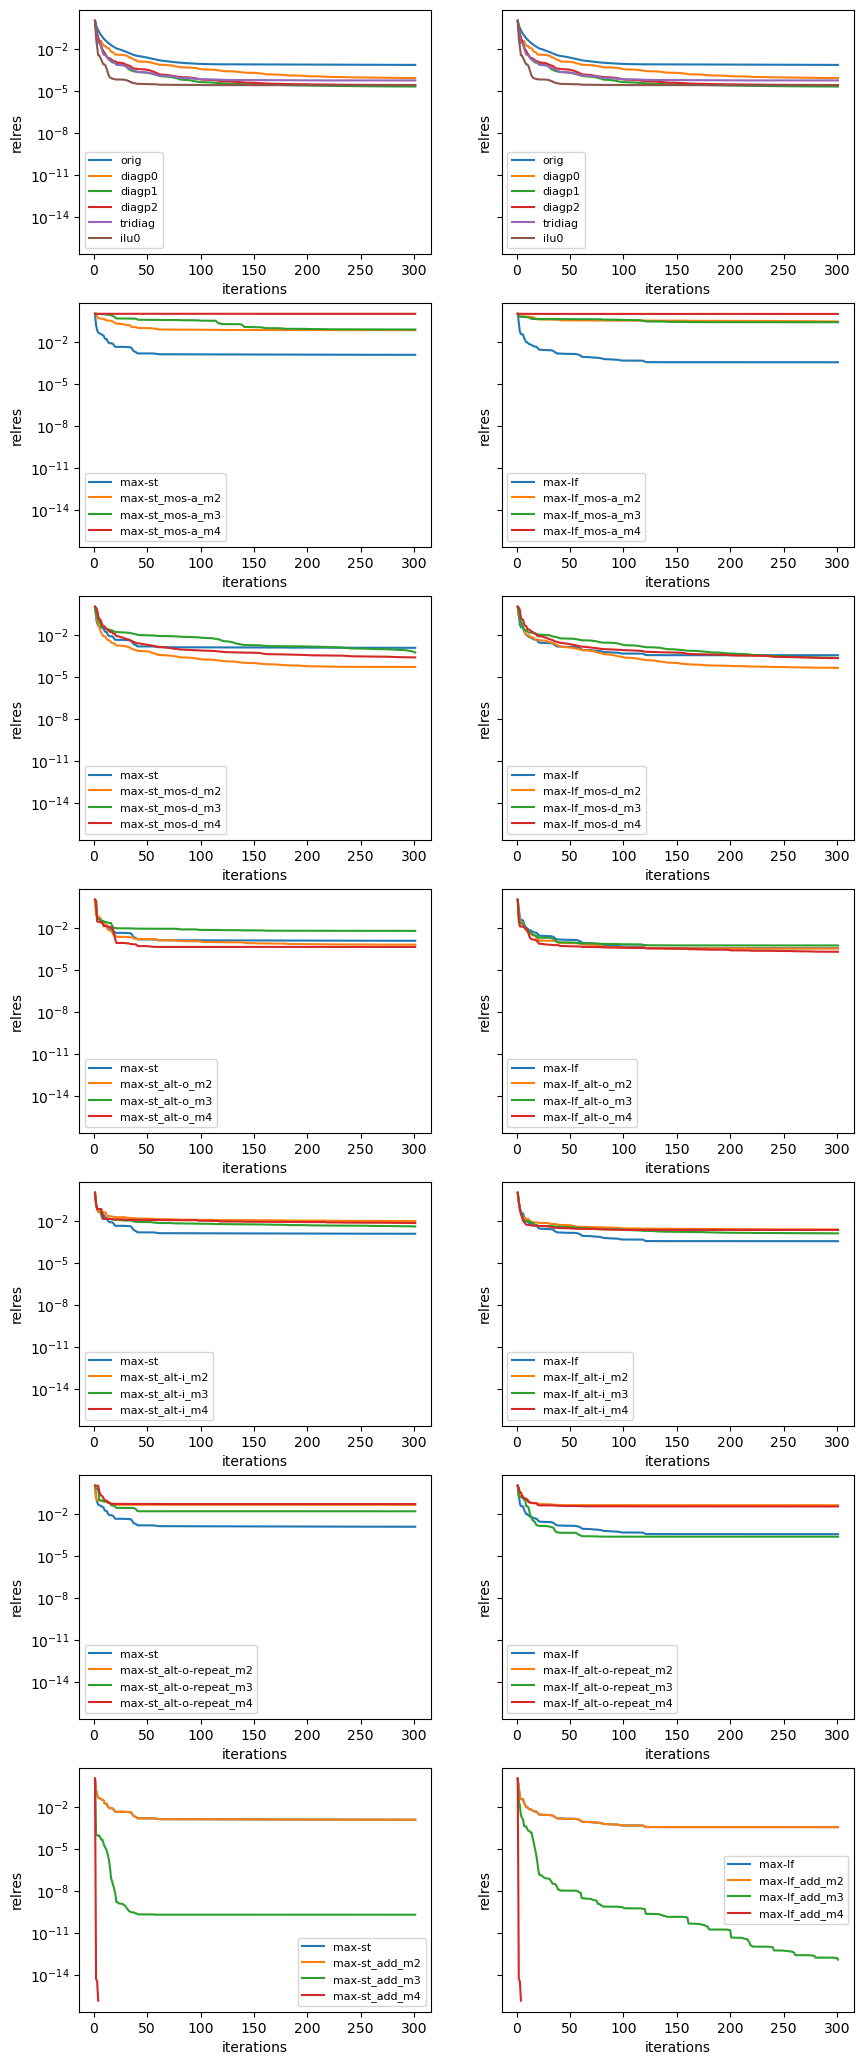 relres
10^-2
10^-5
10^-8
10^-11
10^-14
orig
diagp0
diagp1
diagp2
tridiag
ilu0
0 50 100 150 200 250 300
iterations
relres
orig
diagp0
diagp1
diagp2
tridiag
ilu0
0 50 100 150 200 250 300
iterations
relres
10^-2
10^-5
10^-8
10^-11
10^-14
max-st
max-st_mos-a_m2
max-st_mos-a_m3
max-st_mos-a_m4
0 50 100 150 200 250 300
iterations
relres
max-lf
max-lf_mos-a_m2
max-lf_mos-a_m3
max-lf_mos-a_m4
0 50 100 150 200 250 300
iterations
relres
10^-2
10^-5
10^-8
10^-11
10^-14
max-st
max-st_mos-d_m2
max-st_mos-d_m3
max-st_mos-d_m4
0 50 100 150 200 250 300
iterations
relres
max-lf
max-lf_mos-d_m2
max-lf_mos-d_m3
max-lf_mos-d_m4
0 50 100 150 200 250 300
iterations
relres
10^-2
10^-5
10^-8
10^-11
10^-14
max-st
max-st_alt-o_m2
max-st_alt-o_m3
max-st_alt-o_m4
0 50 100 150 200 250 300
iterations
relres
max-lf
max-lf_alt-o_m2
max-lf_alt-o_m3
max-lf_alt-o_m4
0 50 100 150 200 250 300
iterations
relres
10^-2
10^-5
10^-8
10^-11
10^-14
max-st
max-st_alt-i_m2
max-st_alt-i_m3
max-st_alt-i_m4
0 50 100 150 200 250 300
iterations
relres
max-lf
max-lf_alt-i_m2
max-lf_alt-i_m3
max-lf_alt-i_m4
0 50 100 150 200 250 300
iterations
relres
10^-2
10^-5
10^-8
10^-11
10^-14
max-st
max-st_alt-o-repeat_m2
max-st_alt-o-repeat_m3
max-st_alt-o-repeat_m4
0 50 100 150 200 250 300
iterations
relres
max-lf
max-lf_alt-o-repeat_m2
max-lf_alt-o-repeat_m3
max-lf_alt-o-repeat_m4
0 50 100 150 200 250 300
iterations
relres
10^-2
10^-5
10^-8
10^-11
10^-14
max-st
max-st_add_m2
max-st_add_m3
max-st_add_m4
0 50 100 150 200 250 300
iterations
relres
max-lf
max-lf_add_m2
max-lf_add_m3
max-lf_add_m4
0 50 100 150 200 250 300
iterations